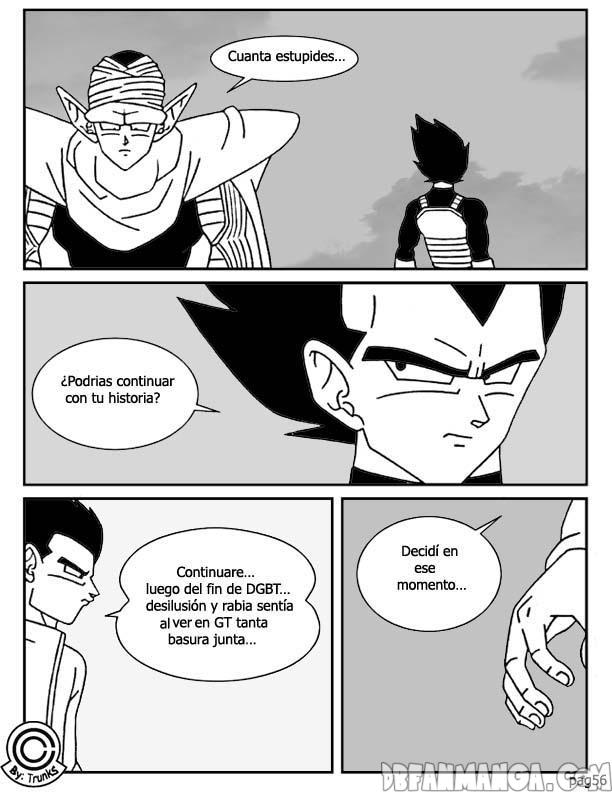 Cuanta estupides...
¿Podrias continuar
con tu historia?
Continuare...
luego del fin de DGBT...
desilusión y rabia sentía
al ver en GT tanta
basura junta...
Decidí en
ese
momento...
By: Trunks
DBFANMANGA.COM
pag56